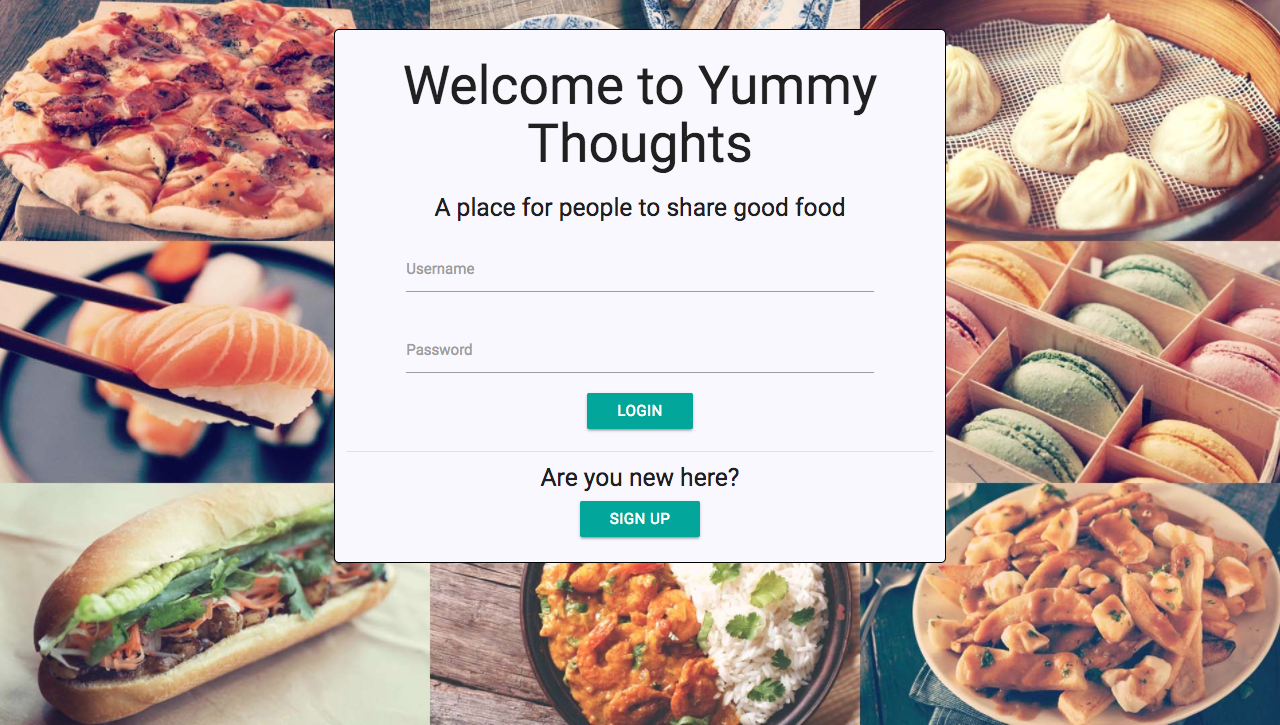 Welcome to Yummy
Thoughts
A place for people to share good food
Username
Password
LOGIN
Are you new here?
SIGN UP